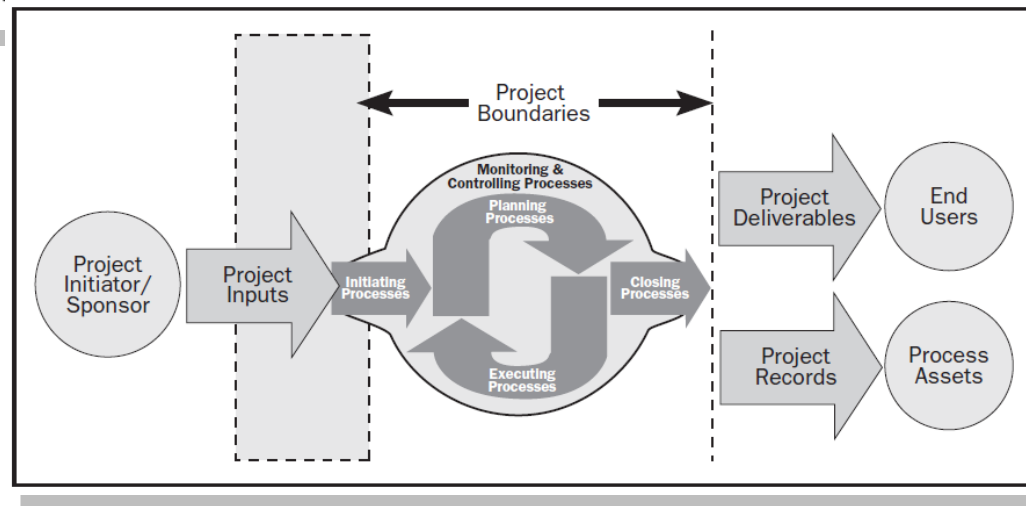 Project
Boundaries
Monitoring &
Controlling Processes
Planning
Processes
Project
Initiator/
Sponsor
Project
Inputs
Initiating
Processes
Closing
Processes
Executing
Processes
Project
Deliverables
End
Users
Project
Records
Process
Assets